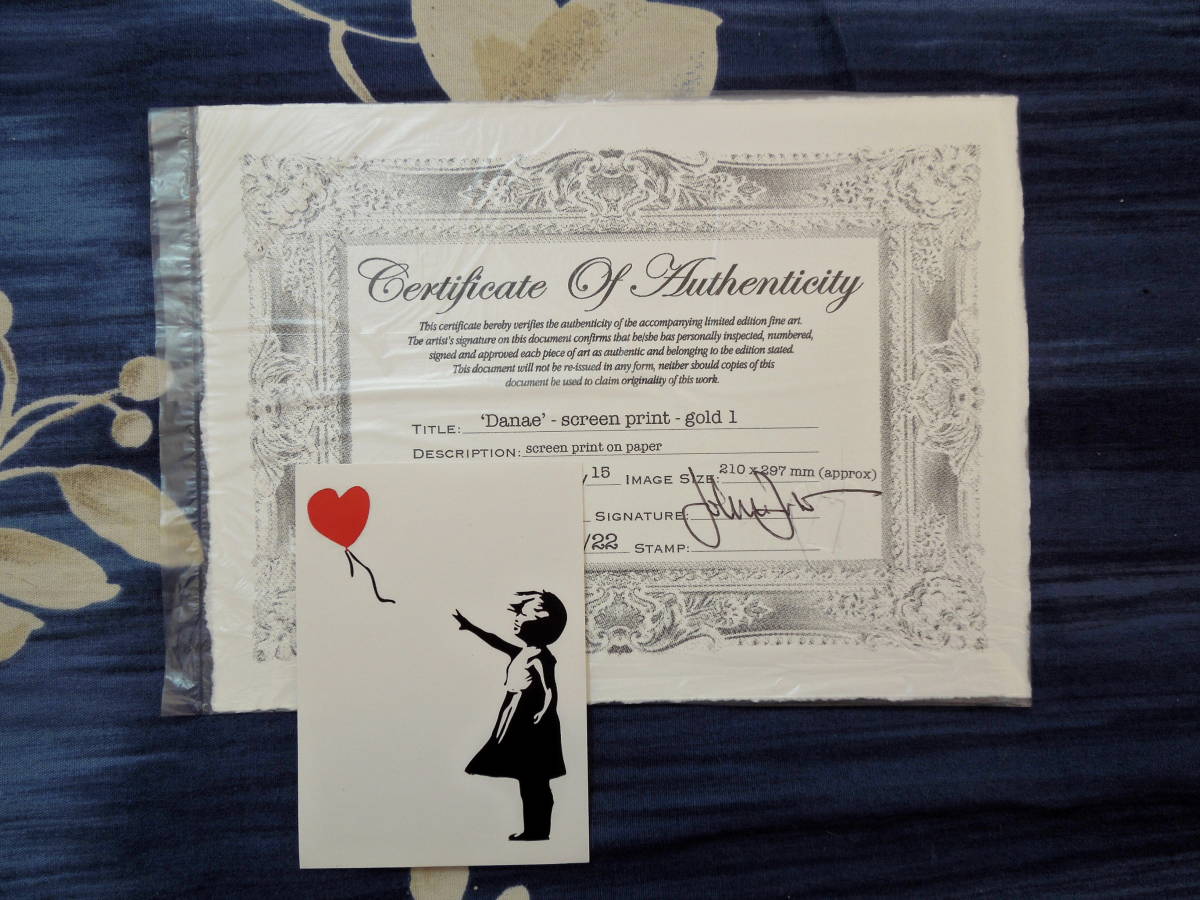 Certificate Of Authenticity
This certificate hereby verifies the authenticity of the accompanying limited edition fine art.
The artist's signature on this document confirms that he/she has personally inspected, numbered,
signed and approved each piece of art as authentic and belonging to the edition stated.
This document will not be re-issued in any form, neither should copies of this
document be used to claim originality of this work.
TITLE: 'Danae' - screen print - gold 1
DESCRIPTION: screen print on paper
/15 IMAGE SIZE: 210 x 297 mm (approx)
SIGNATURE:
/22 STAMP: